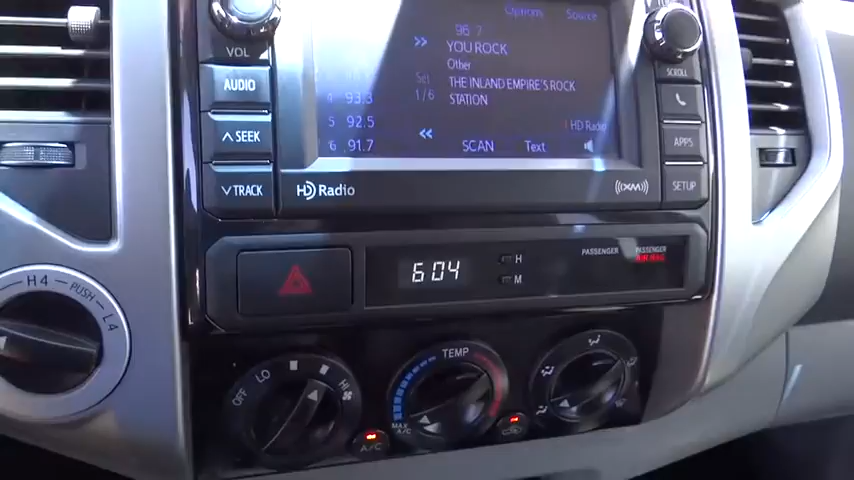 VOL
AUDIO
SEEK
TRACK
Options
Source
96.7
YOU ROCK
Other
THE INLAND EMPIRE'S ROCK
STATION
1/6
4 93.3
5 92.5
6 91.7
SCAN
Text
HD Radio
HD Radio
XM
SCROLL
Apps
SETUP
6:04
H
M
PASSENGER
PASSENGER
AIR BAG
H4
PUSH
L4
OFF
LO
HI
TEMP
MAX A/C
A/C